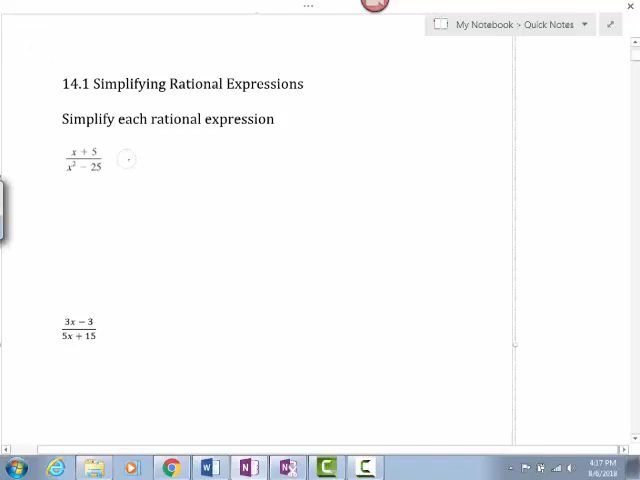 My Notebook > Quick Notes
14.1 Simplifying Rational Expressions
Simplify each rational expression
x + 5
x² − 25
3x − 3
5x + 15
4:17 PM
8/6/2018